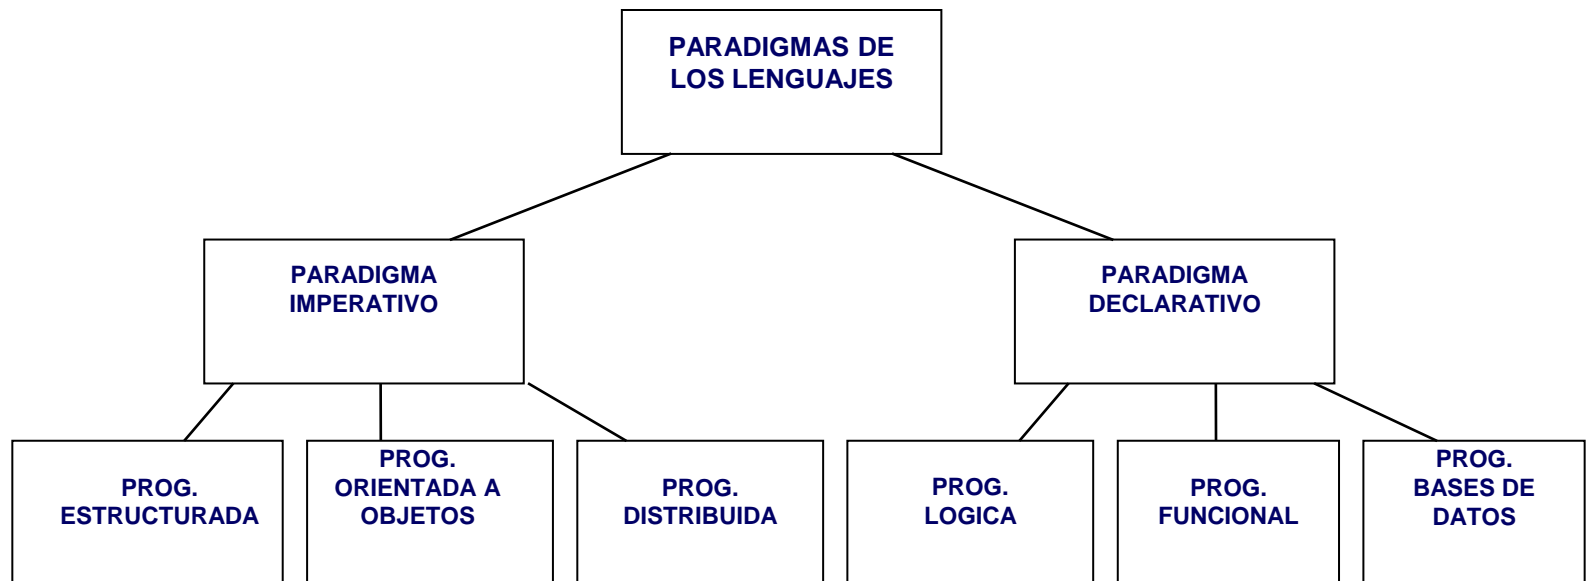 PARADIGMAS DE
LOS LENGUAJES
PARADIGMA
IMPERATIVO
PARADIGMA
DECLARATIVO
PROG.
ESTRUCTURADA
PROG.
ORIENTADA A
OBJETOS
PROG.
DISTRIBUIDA
PROG.
LOGICA
PROG.
FUNCIONAL
PROG.
BASES DE
DATOS